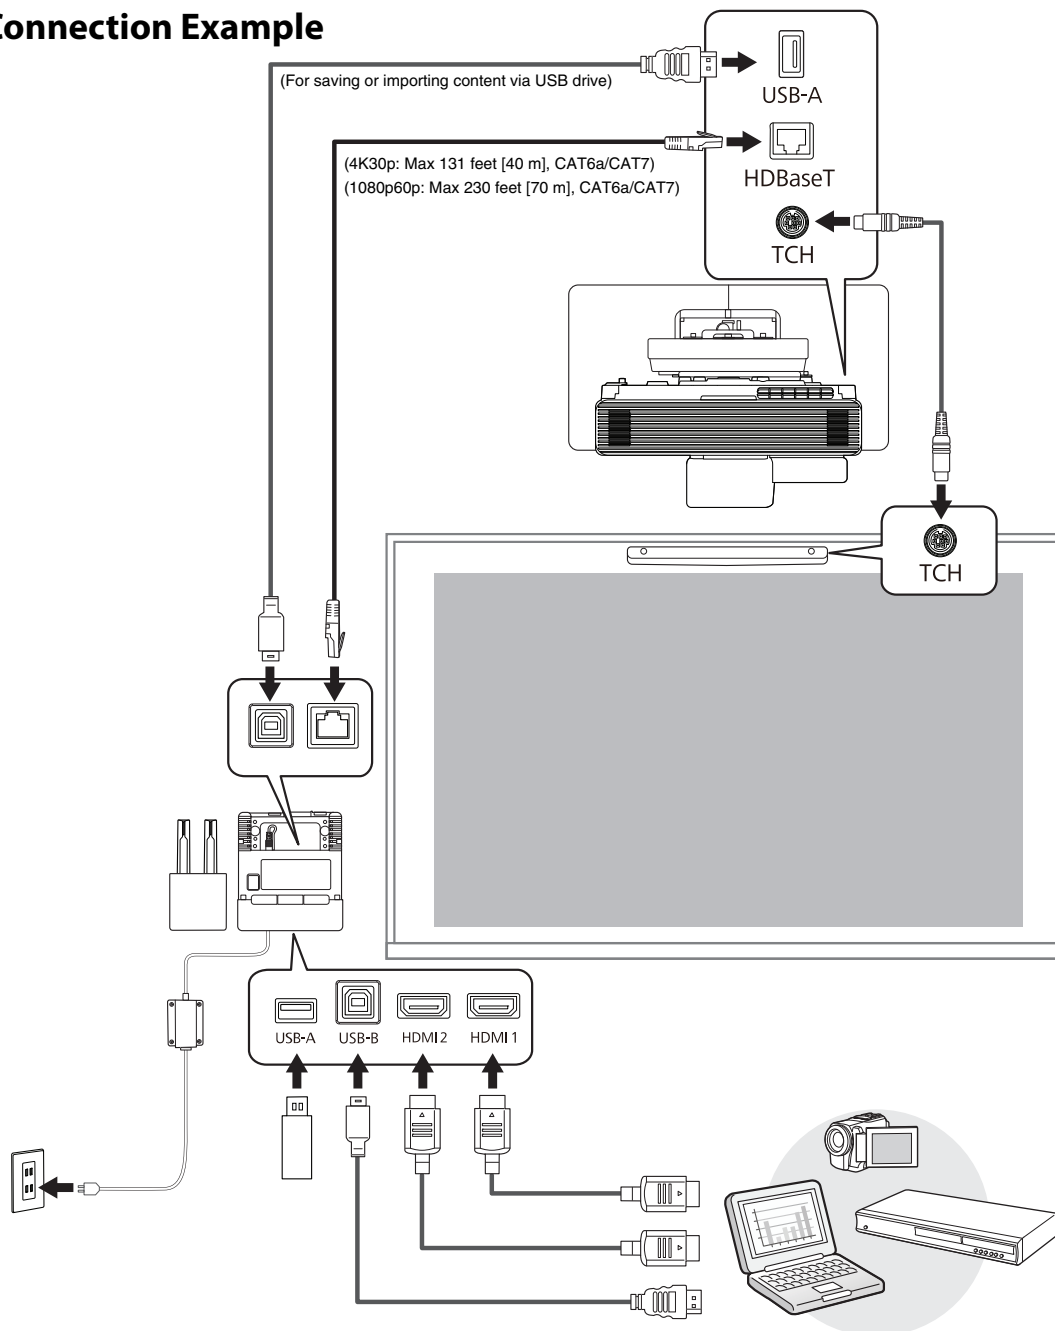 Connection Example
(For saving or importing content via USB drive)
USB-A
(4K30p: Max 131 feet [40 m], CAT6a/CAT7)
(1080p60p: Max 230 feet [70 m], CAT6a/CAT7)
HDBaseT
TCH
TCH
USB-A USB-B HDMI 2 HDMI 1